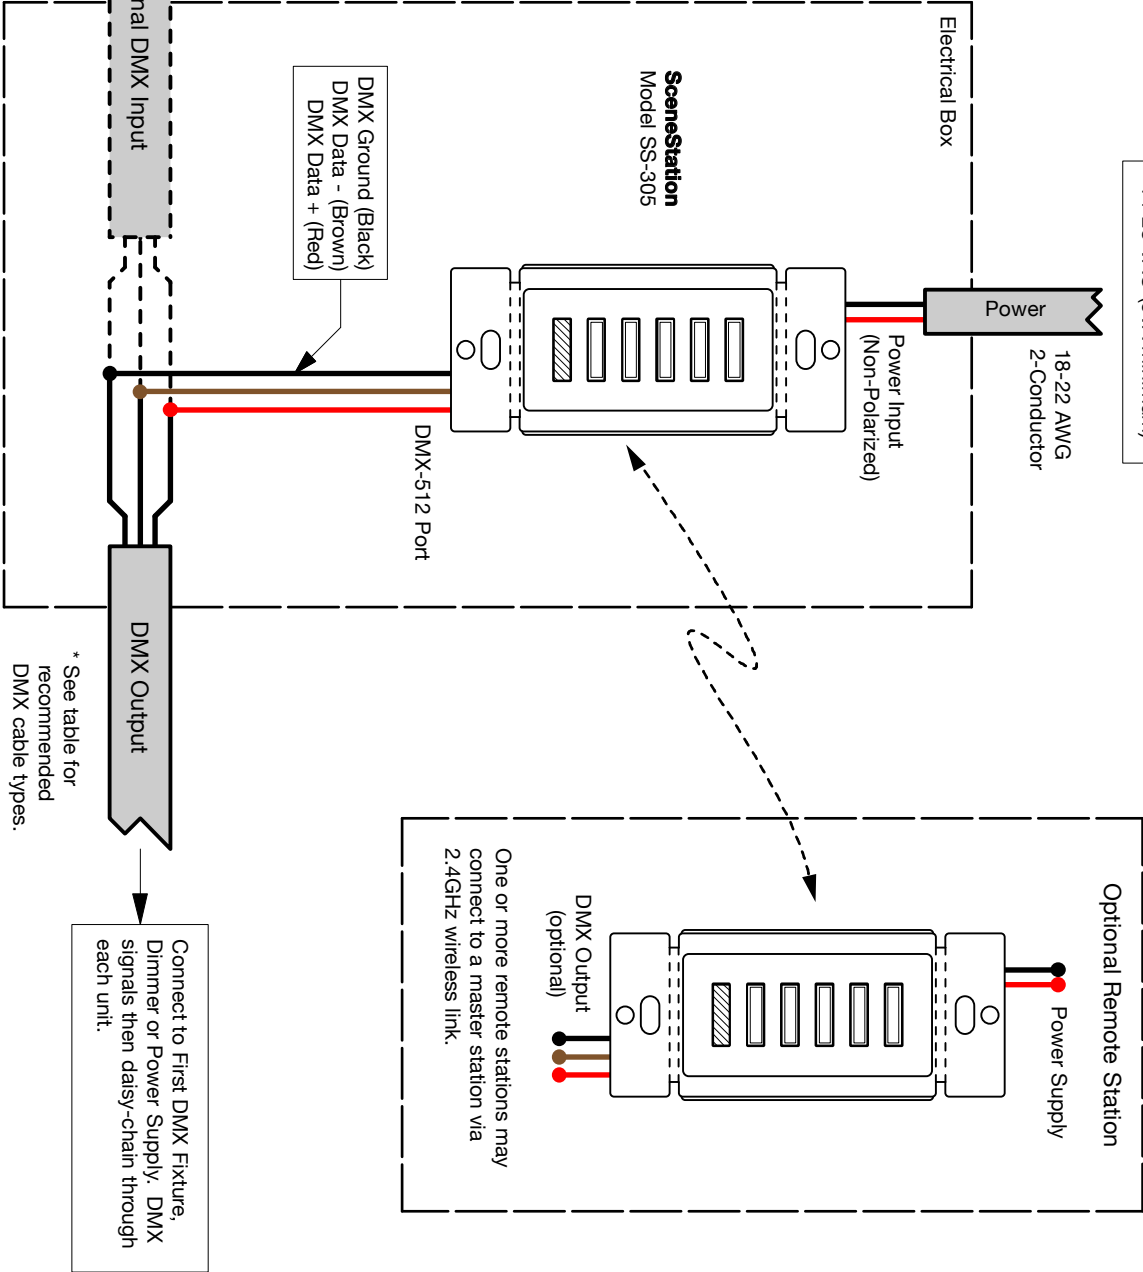 Electrical Box
SceneStation
Model SS-305
DMX Ground (Black)
DMX Data - (Brown)
DMX Data + (Red)
DMX Input
Power
18-22 AWG
2-Conductor
Power Input
(Non-Polarized)
DMX-512 Port
DMX Output
* See table for
recommended
DMX cable types.
Connect to First DMX Fixture,
Dimmer or Power Supply. DMX
signals then daisy-chain through
each unit.
Optional Remote Station
Power Supply
DMX Output
(optional)
One or more remote stations may
connect to a master station via
2.4GHz wireless link.